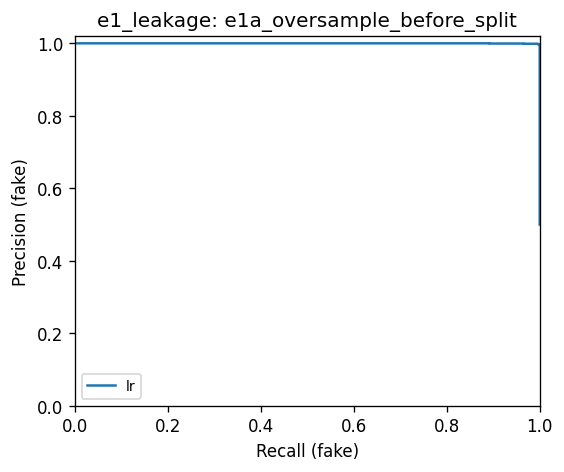 e1_leakage: e1a_oversample_before_split
Precision (fake)
1.0
0.8
0.6
0.4
0.2
0.0
lr
0.0 0.2 0.4 0.6 0.8 1.0
Recall (fake)